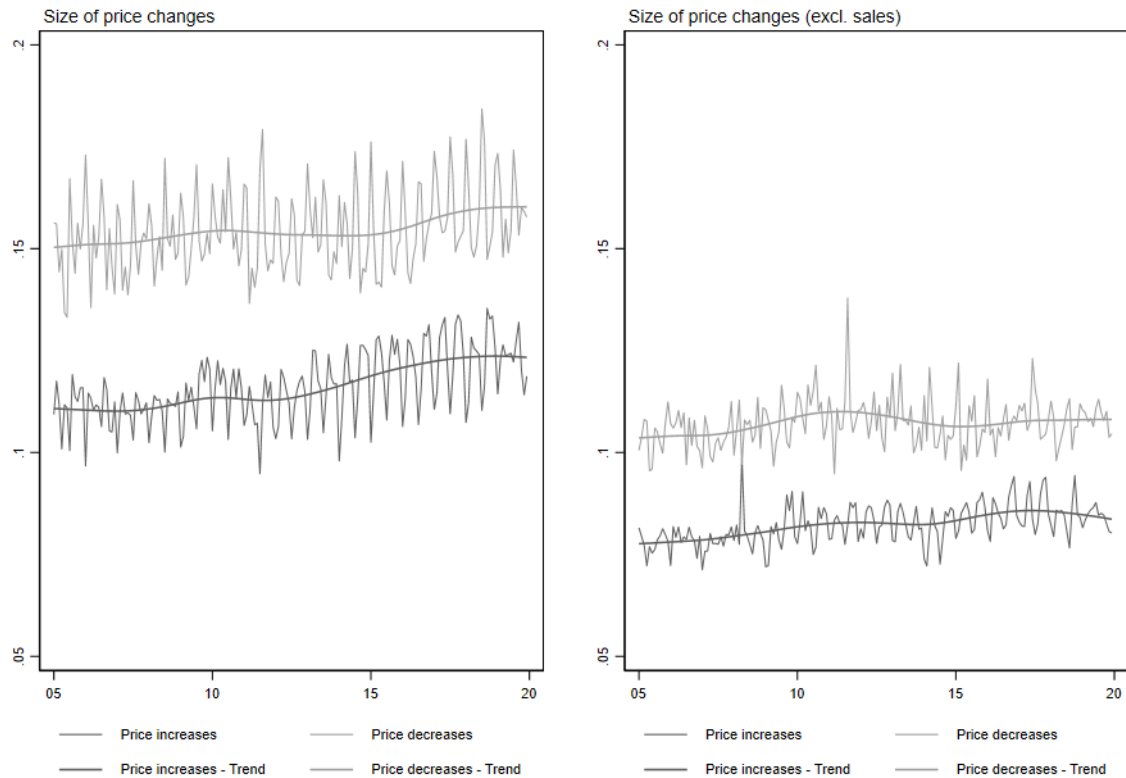 Size of price changes
.2
.15
.1
.05
05 10 15 20
Price increases Price decreases
Price increases - Trend Price decreases - Trend
Size of price changes (excl. sales)
.2
.15
.1
.05
05 10 15 20
Price increases Price decreases
Price increases - Trend Price decreases - Trend